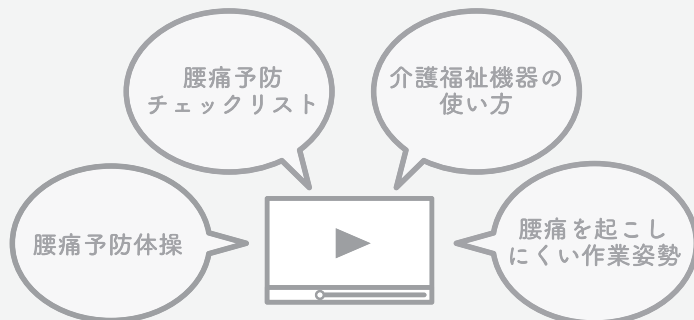 腰痛予防
チェックリスト
介護福祉機器の
使い方
腰痛予防体操
腰痛を起こし
にくい作業姿勢